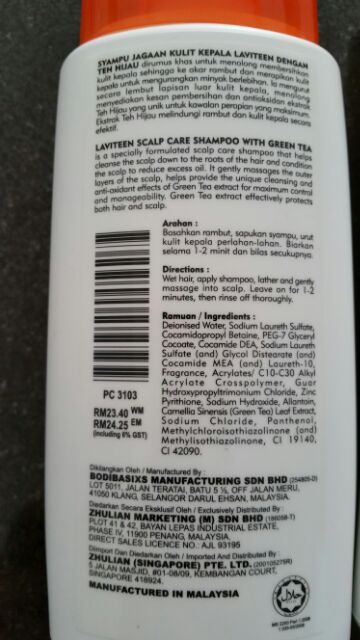 SYAMPU JAGAAN KULIT KEPALA LAVITEEN DENGAN
TEH HIJAU dirumus khas untuk menolong membersihkan
kulit kepala sehingga ke akar rambut dan merapikan kulit
kepala untuk mengurangkan minyak berlebihan. Ia mengurut
secara lembut lapisan luar kulit kepala, menolong
menyediakan kesan pembersihan dan antioksidan ekstrak
Teh Hijau yang unik untuk kawalan perapian yang maksimum.
Ekstrak Teh Hijau melindungi rambut dan kulit kepala secara
efektif.
LAVITEEN SCALP CARE SHAMPOO WITH GREEN TEA
is a specially formulated scalp care shampoo that helps
cleanse the scalp down to the roots of the hair and condition
the scalp to reduce excess oil. It gently massages the outer
layers of the scalp, helps provide the unique cleansing and
anti-oxidant effects of Green Tea extract for maximum control
and manageability. Green Tea extract effectively protects
both hair and scalp.
Arahan :
Basahkan rambut, sapukan syampu, urut
kulit kepala perlahan-lahan. Biarkan
selama 1-2 minit dan bilas secukupnya.
Directions :
Wet hair, apply shampoo, lather and gently
massage into scalp. Leave on for 1-2
minutes, then rinse off thoroughly.
Ramuan / Ingredients :
Deionised Water, Sodium Laureth Sulfate,
Cocamidopropyl Betaine, PEG-7 Glyceryl
Cocoate, Cocamide DEA, Sodium Laureth
Sulfate (and) Glycol Distearate (and)
Cocamide MEA (and) Laureth-10,
Fragrance, Acrylates/ C10-C30 Alkyl
Acrylate Crosspolymer, Guar
Hydroxypropyltrimonium Chloride, Zinc
Pyrithione, Sodium Hydroxide, Allantoin,
Camellia Sinensis (Green Tea) Leaf Extract,
Sodium Chloride, Panthenol,
Methylchloroisothiazolinone (and)
Methylisothiazolinone, CI 19140,
CI 42090.
PC 3103
RM23.40 WM
RM24.25 EM
(including 6% GST)
Dikilangkan Oleh / Manufactured By :
BODIBASIXS MANUFACTURING SDN BHD (254805-D)
LOT 5011, JALAN TERATAI, BATU 5 ½, OFF JALAN MERU,
41050 KLANG, SELANGOR DARUL EHSAN, MALAYSIA.
Diedarkan Secara Eksklusif Oleh / Exclusively Distributed By :
ZHULIAN MARKETING (M) SDN BHD (186058-T)
PLOT 41 & 42, BAYAN LEPAS INDUSTRIAL ESTATE,
PHASE IV, 11900 PENANG, MALAYSIA.
DIRECT SALES LICENCE NO.: AJL 93195
Diimport Dan Diedarkan Oleh / Imported And Distributed By :
ZHULIAN (SINGAPORE) PTE. LTD. (200105275R)
5 JALAN MASJID, #01-08/09, KEMBANGAN COURT,
SINGAPORE 418924.
MANUFACTURED IN MALAYSIA